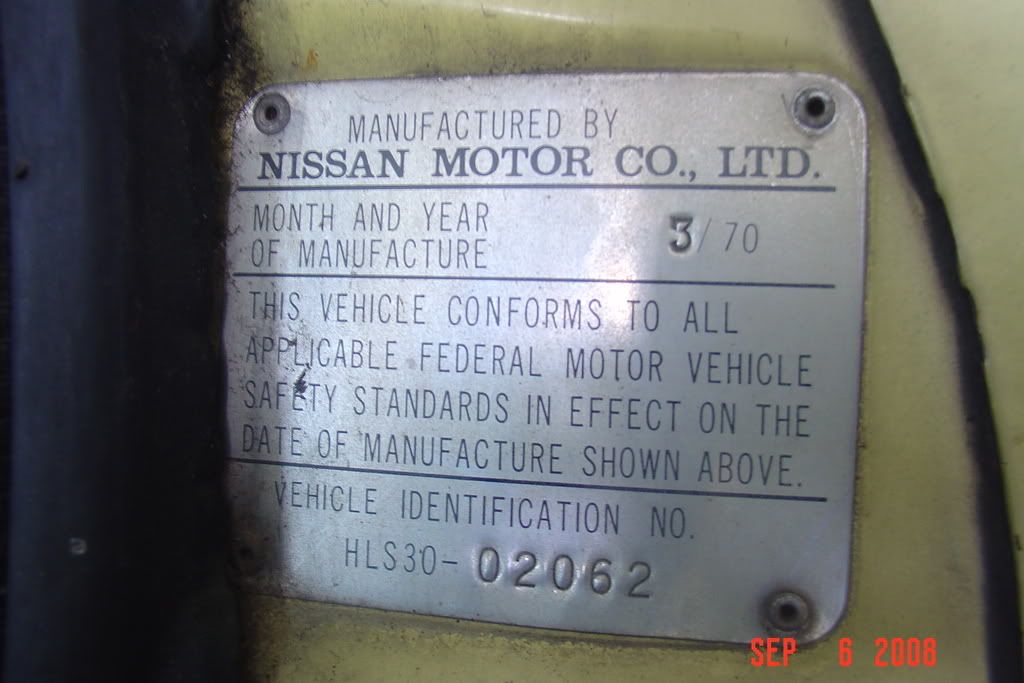 MANUFACTURED BY
NISSAN MOTOR CO., LTD.
MONTH AND YEAR
OF MANUFACTURE 3/70
THIS VEHICLE CONFORMS TO ALL
APPLICABLE FEDERAL MOTOR VEHICLE
SAFETY STANDARDS IN EFFECT ON THE
DATE OF MANUFACTURE SHOWN ABOVE.
VEHICLE IDENTIFICATION NO.
HLS30-02062
SEP 6 2008